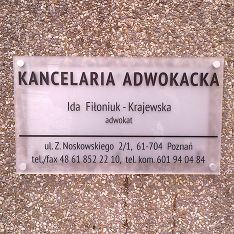 KANCELARIA ADWOKACKA
Ida Fiłoniuk - Krajewska
adwokat
ul. Z. Noskowskiego 2/1, 61-704 Poznań
tel./fax 48 61 852 22 10, tel. kom. 601 94 04 84